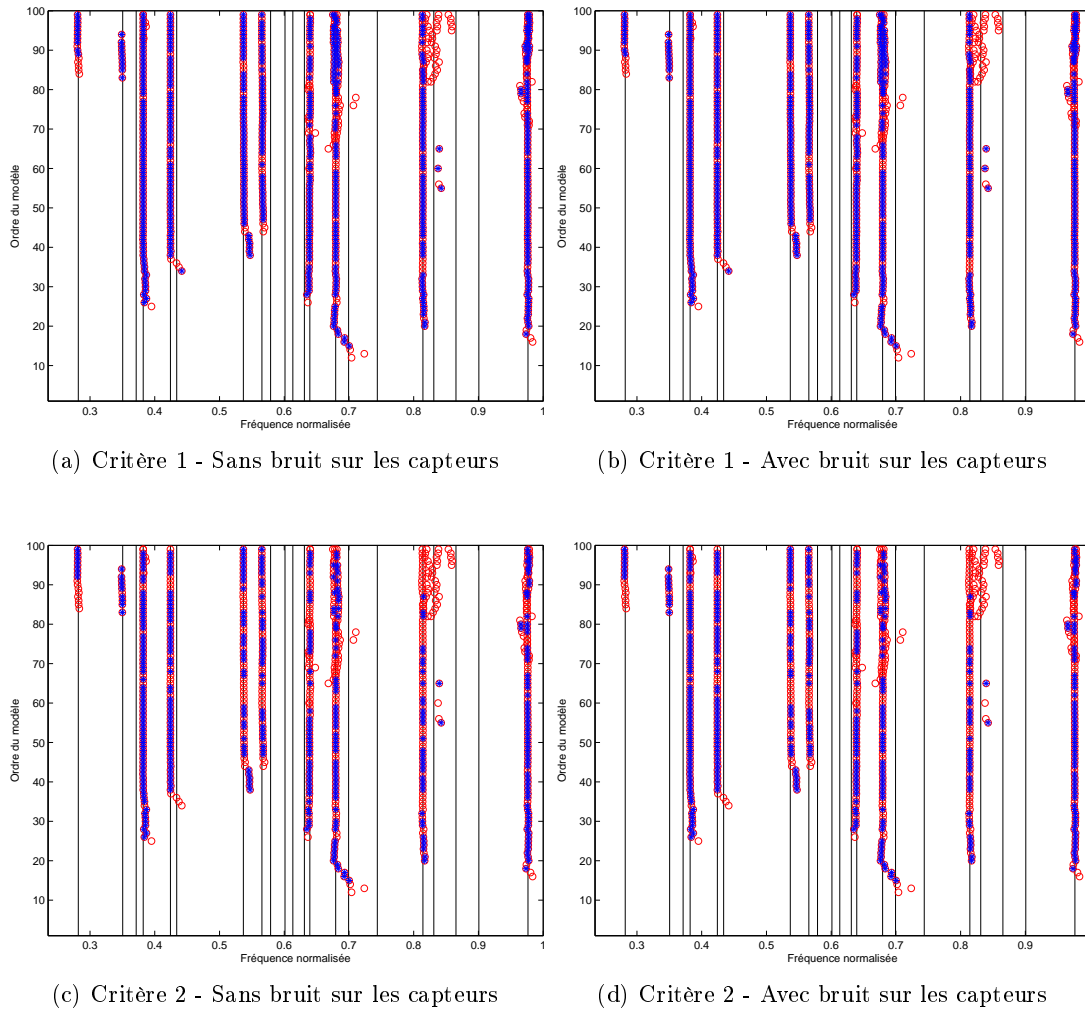 100
90
80
70
60
50
40
30
20
10
Ordre du modèle
0.3 0.4 0.5 0.6 0.7 0.8 0.9 1
Fréquence normalisée
(a) Critère 1 - Sans bruit sur les capteurs
100
90
80
70
60
50
40
30
20
10
Ordre du modèle
0.3 0.4 0.5 0.6 0.7 0.8 0.9
Fréquence normalisée
(b) Critère 1 - Avec bruit sur les capteurs
100
90
80
70
60
50
40
30
20
10
Ordre du modèle
0.3 0.4 0.5 0.6 0.7 0.8 0.9 1
Fréquence normalisée
(c) Critère 2 - Sans bruit sur les capteurs
100
90
80
70
60
50
40
30
20
10
Ordre du modèle
0.3 0.4 0.5 0.6 0.7 0.8 0.9
Fréquence normalisée
(d) Critère 2 - Avec bruit sur les capteurs